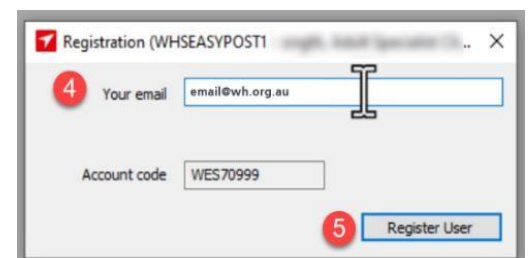 Registration (WHSEASYPOST1
4 Your email email@wh.org.au
Account code WES70999
5 Register User